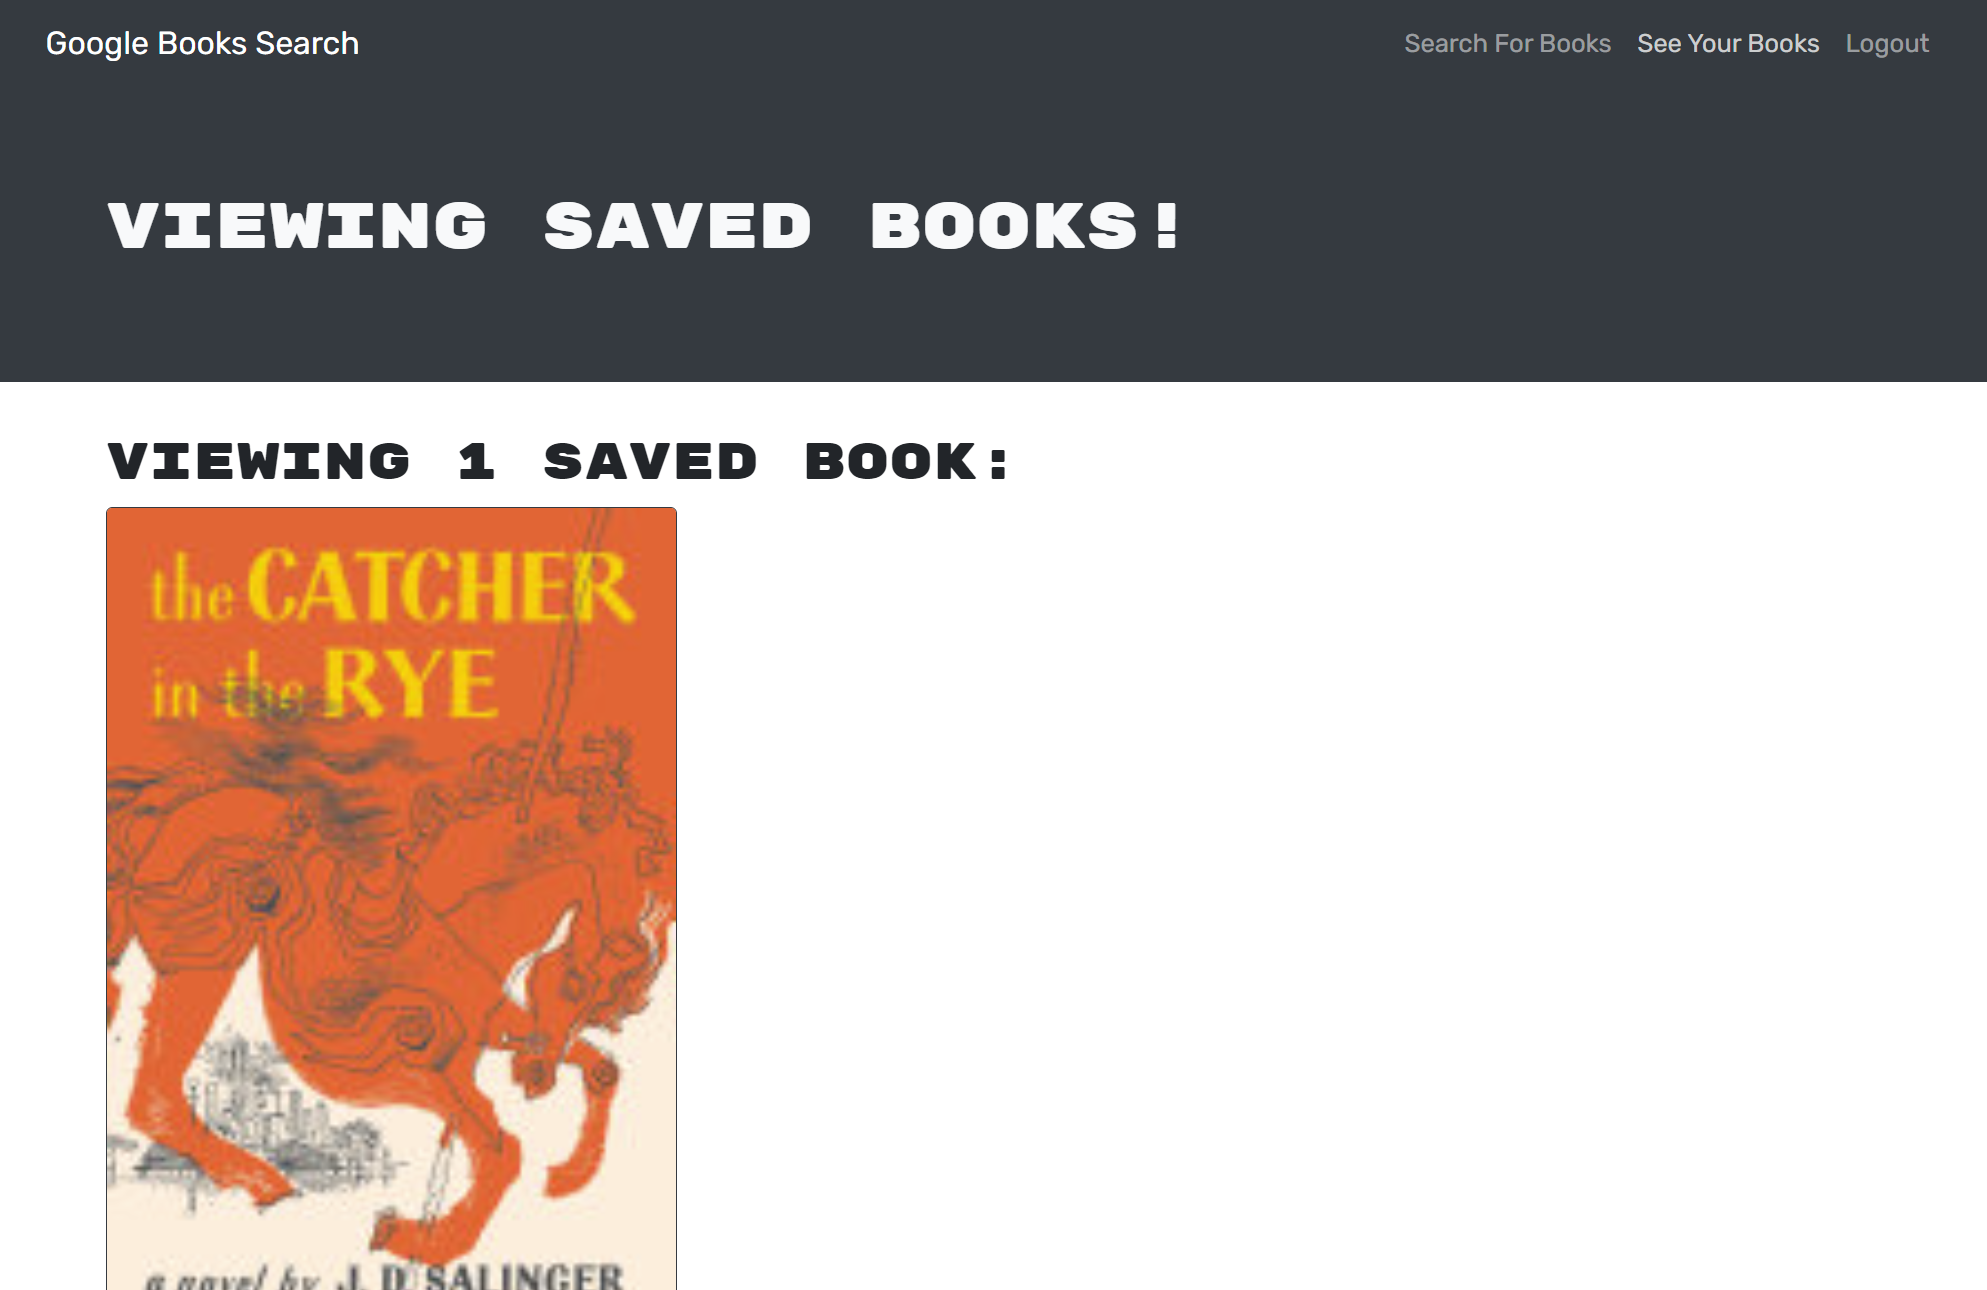 Google Books Search
Search For Books See Your Books Logout
VIEWING SAVED BOOKS!
VIEWING 1 SAVED BOOK:
the CATCHER
in the RYE
a novel by J. D. SALINGER